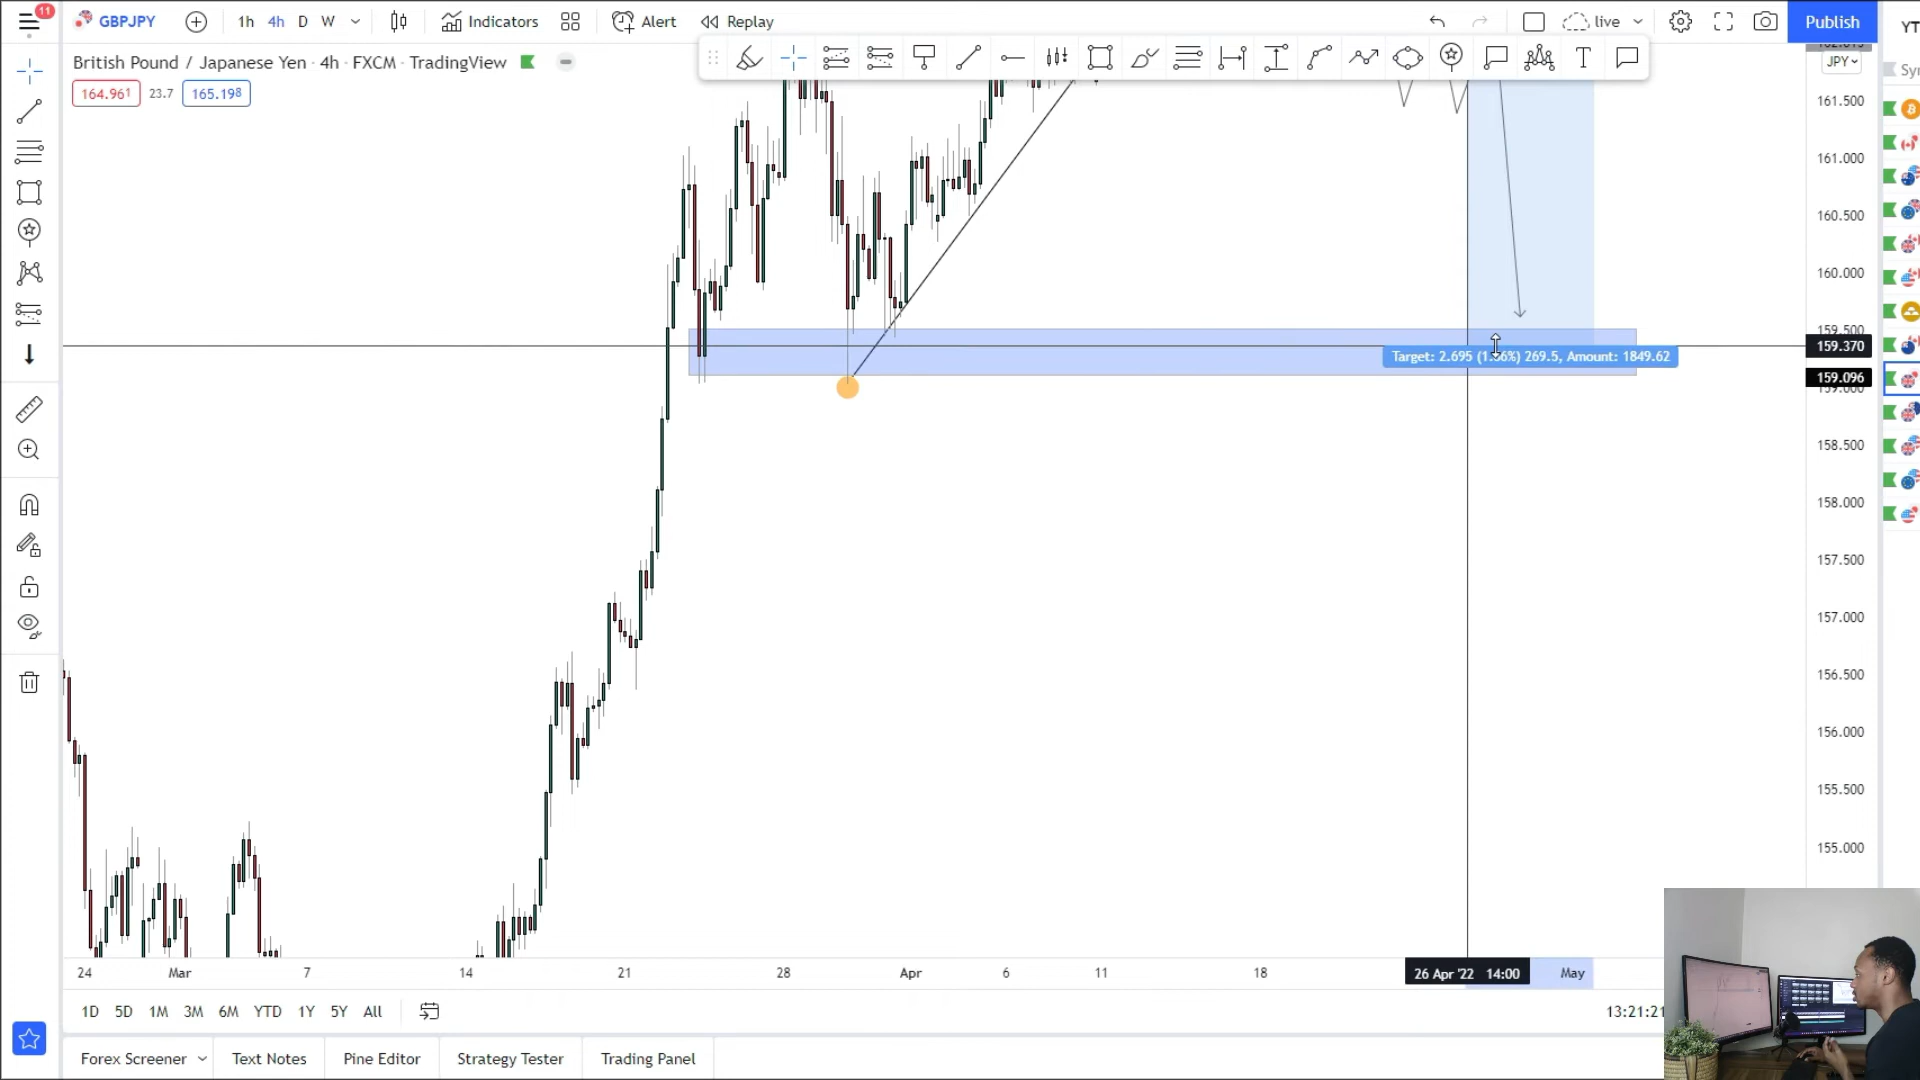 11
GBPJPY
1h 4h D W
Indicators
Alert
Replay
live
Publish
YT
British Pound / Japanese Yen · 4h · FXCM · TradingView
JPY
164.961 23.7 165.198
161.500
161.000
160.500
160.000
159.500
159.370
Target: 2.695 (1. 6%) 269.5, Amount: 1849.62
159.096
158.500
158.000
157.500
157.000
156.500
156.000
155.500
155.000
24 Mar 7 14 21 28 Apr 6 11 18 26 Apr '22 14:00 May
1D 5D 1M 3M 6M YTD 1Y 5Y All
13:21:21
Forex Screener Text Notes Pine Editor Strategy Tester Trading Panel